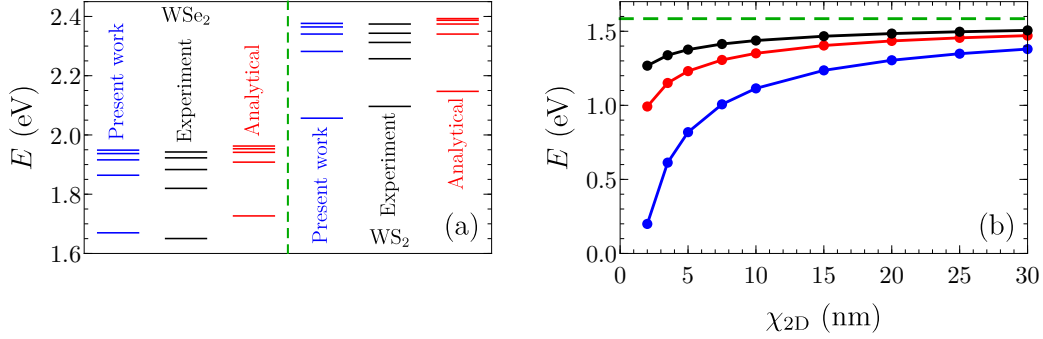 2.4
2.2
2.0
1.8
1.6
E (eV)
WSe₂
Present work
Experiment
Analytical
Present work
Experiment
Analytical
WS₂
(a)
1.5
1.0
0.5
0.0
E (eV)
0 5 10 15 20 25 30
χ₂D (nm)
(b)